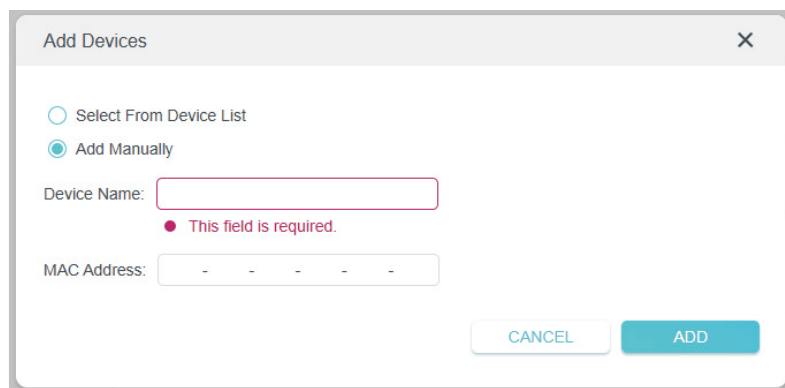 Add Devices
Select From Device List
Add Manually
Device Name:
This field is required.
MAC Address: - - - - -
CANCEL ADD